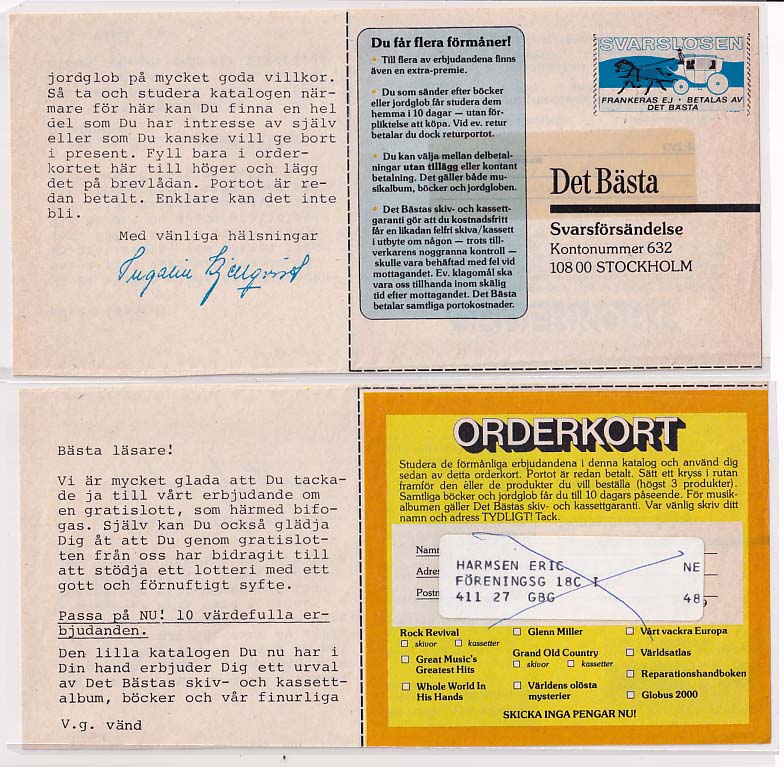 jordglob på mycket goda villkor.
Så ta och studera katalogen när-
mare för här kan Du finna en hel
del som Du har intresse av själv
eller som Du kanske vill ge bort
i present. Fyll bara i order-
kortet här till höger och lägg
det på brevlådan. Portot är re-
dan betalt. Enklare kan det inte
bli.
Med vänliga hälsningar
Du får flera förmåner!
• Till flera av erbjudandena finns
även en extra-premie.
• Du som sänder efter böcker
eller jordglob får studera dem
hemma i 10 dagar – utan för-
pliktelse att köpa. Vid ev. retur
betalar du dock returportot.
• Du kan välja mellan delbetal-
ningar utan tillägg eller kontant
betalning. Det gäller både mu-
sikalbum, böcker och jordgloben.
• Det Bästas skiv- och kassett-
garanti gör att du kostnadsfritt
får en likadan felfri skiva/kassett
i utbyte om någon – trots till-
verkarens noggranna kontroll –
skulle vara behäfad med fel vid
mottagandet. Ev. klagomål ska
vara oss tillhanda inom skälig
tid efter mottagandet. Det Bästa
betalar samtliga portokostnader.
SVARSLÖSEN
FRANKERAS EJ • BETALAS AV
DET BÄSTA
Det Bästa
Svarsförsändelse
Kontonummer 632
108 00 STOCKHOLM
Bästa läsare!
Vi är mycket glada att Du tacka-
de ja till vårt erbjudande om
en gratislott, som härmed bifo-
gas. Själv kan Du också glädja
Dig åt att Du genom gratislot-
ten från oss har bidragit till
att stödja ett lotteri med ett
gott och förnuftigt syfte.
Passa på NU! 10 värdefulla er-
bjudanden.
Den lilla katalogen Du nu har i
Din hand erbjuder Dig ett urval
av Det Bästas skiv- och kassett-
album, böcker och vår finurliga
V.g. vänd
ORDERKORT
Studera de förmånliga erbjudandena i denna katalog och använd dig
sedan av detta orderkort. Portot är redan betalt. Sätt ett kryss i rutan
framför den eller de produkter du vill beställa (högst 3 produkter).
Samtliga böcker och jordglob får du till 10 dagars påseende. För musik-
albumen gäller Det Bästas skiv- och kassettgaranti. Var vänlig skriv ditt
namn och adress TYDLIGT! Tack.
Namn
Adre
Postn
HARMSEN ERIC NE
FÖRENINGSG 18C I
411 27 GBG 48
Rock Revival
skivor kassetter
Great Music's
Greatest Hits
Whole World In
His Hands
Glenn Miller
Grand Old Country
skivor kassetter
Världens olösta
mysterier
Vårt vackra Europa
Världsatlas
Reparationshandboken
Globus 2000
SKICKA INGA PENGAR NU!